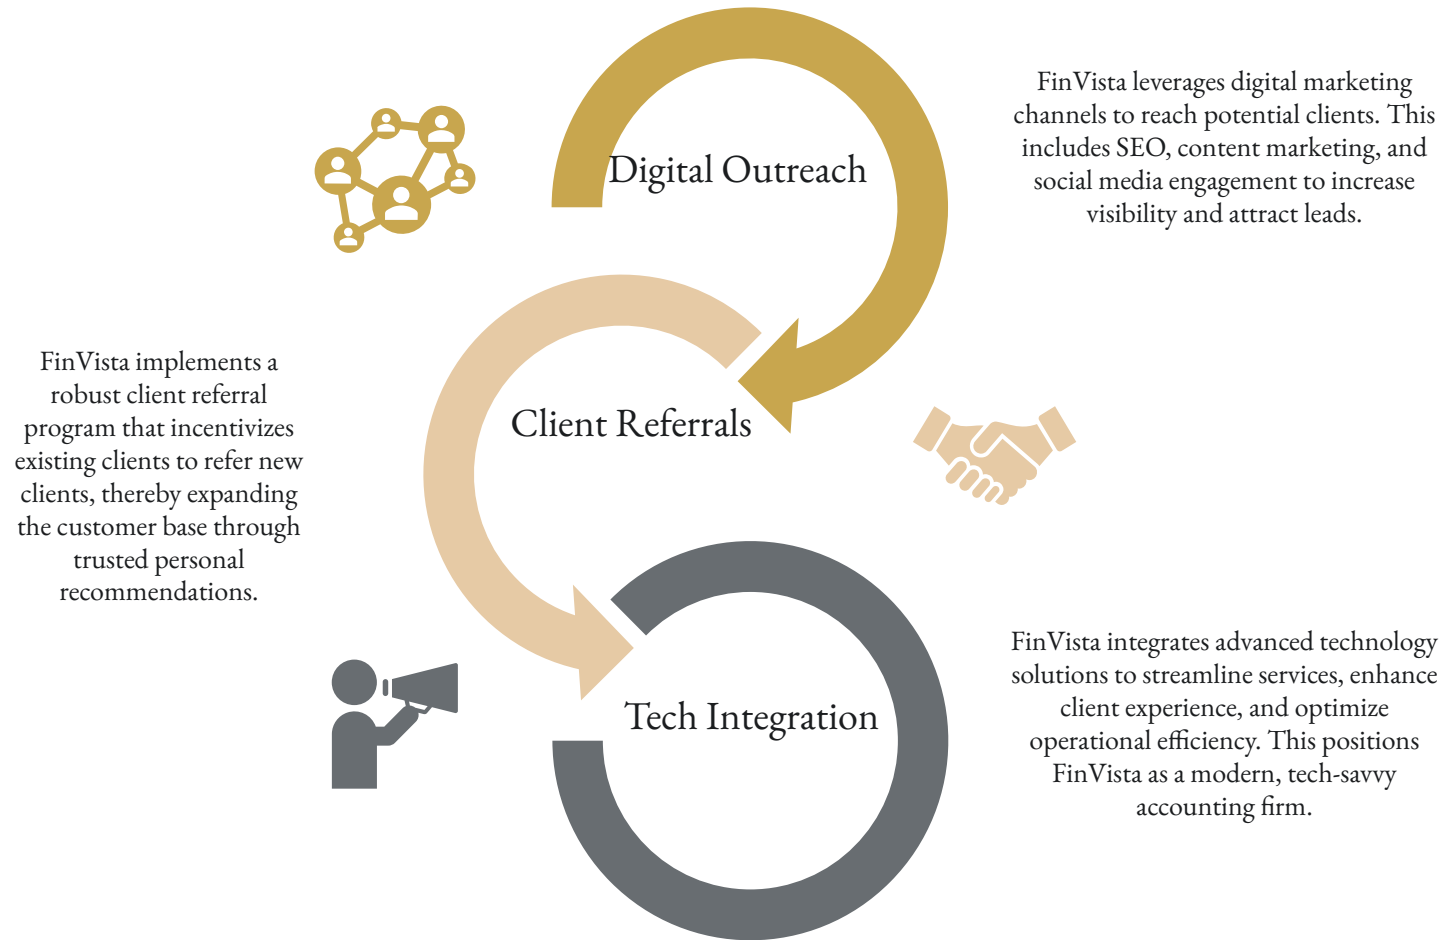 Digital Outreach
FinVista leverages digital marketing
channels to reach potential clients. This
includes SEO, content marketing, and
social media engagement to increase
visibility and attract leads.
Client Referrals
FinVista implements a
robust client referral
program that incentivizes
existing clients to refer new
clients, thereby expanding
the customer base through
trusted personal
recommendations.
Tech Integration
FinVista integrates advanced technology
solutions to streamline services, enhance
client experience, and optimize
operational efficiency. This positions
FinVista as a modern, tech-savvy
accounting firm.